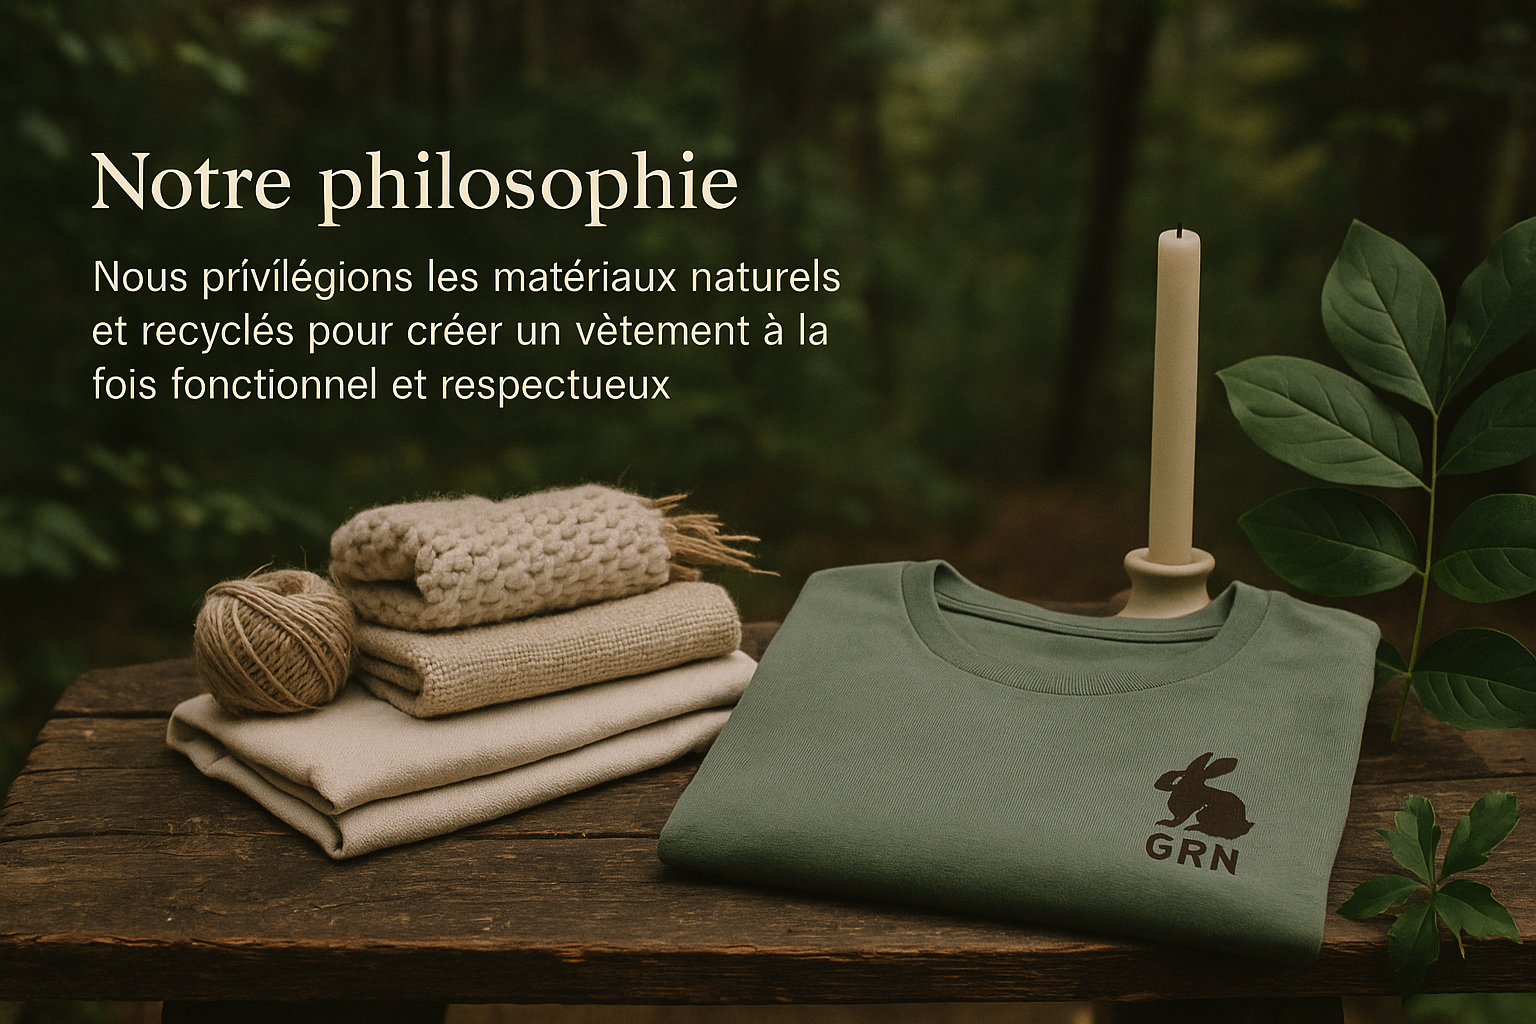 Notre philosophie
Nous prívílégions les matériaux naturels
et recyclés pour créer un vètement à la
fois fonctionnel et respectueux
GRN